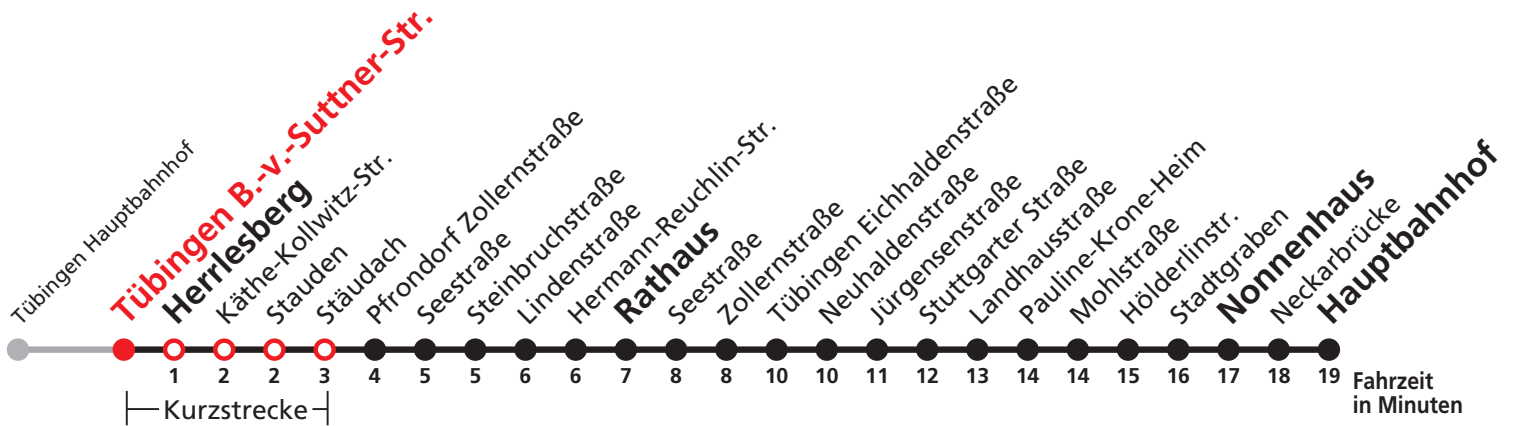 Tübingen Hauptbahnhof
Tübingen B.-v.-Suttner-Str.
Herrlesberg
Käthe-Kollwitz-Str.
Stauden
Stäudach
Pfrondorf Zollernstraße
Seestraße
Steinbruchstraße
Lindenstraße
Hermann-Reuchlin-Str.
Rathaus
Seestraße
Zollernstraße
Tübingen Eichhaldenstraße
Neuhaldenstraße
Jürgensenstraße
Stuttgarter Straße
Landhausstraße
Pauline-Krone-Heim
Mohlstraße
Hölderlinstr.
Stadtgraben
Nonnenhaus
Neckarbrücke
Hauptbahnhof
1 2 2 3 4 5 5 6 6 7 8 8 10 10 11 12 13 14 14 15 16 17 18 19
Fahrzeit
in Minuten
Kurzstrecke